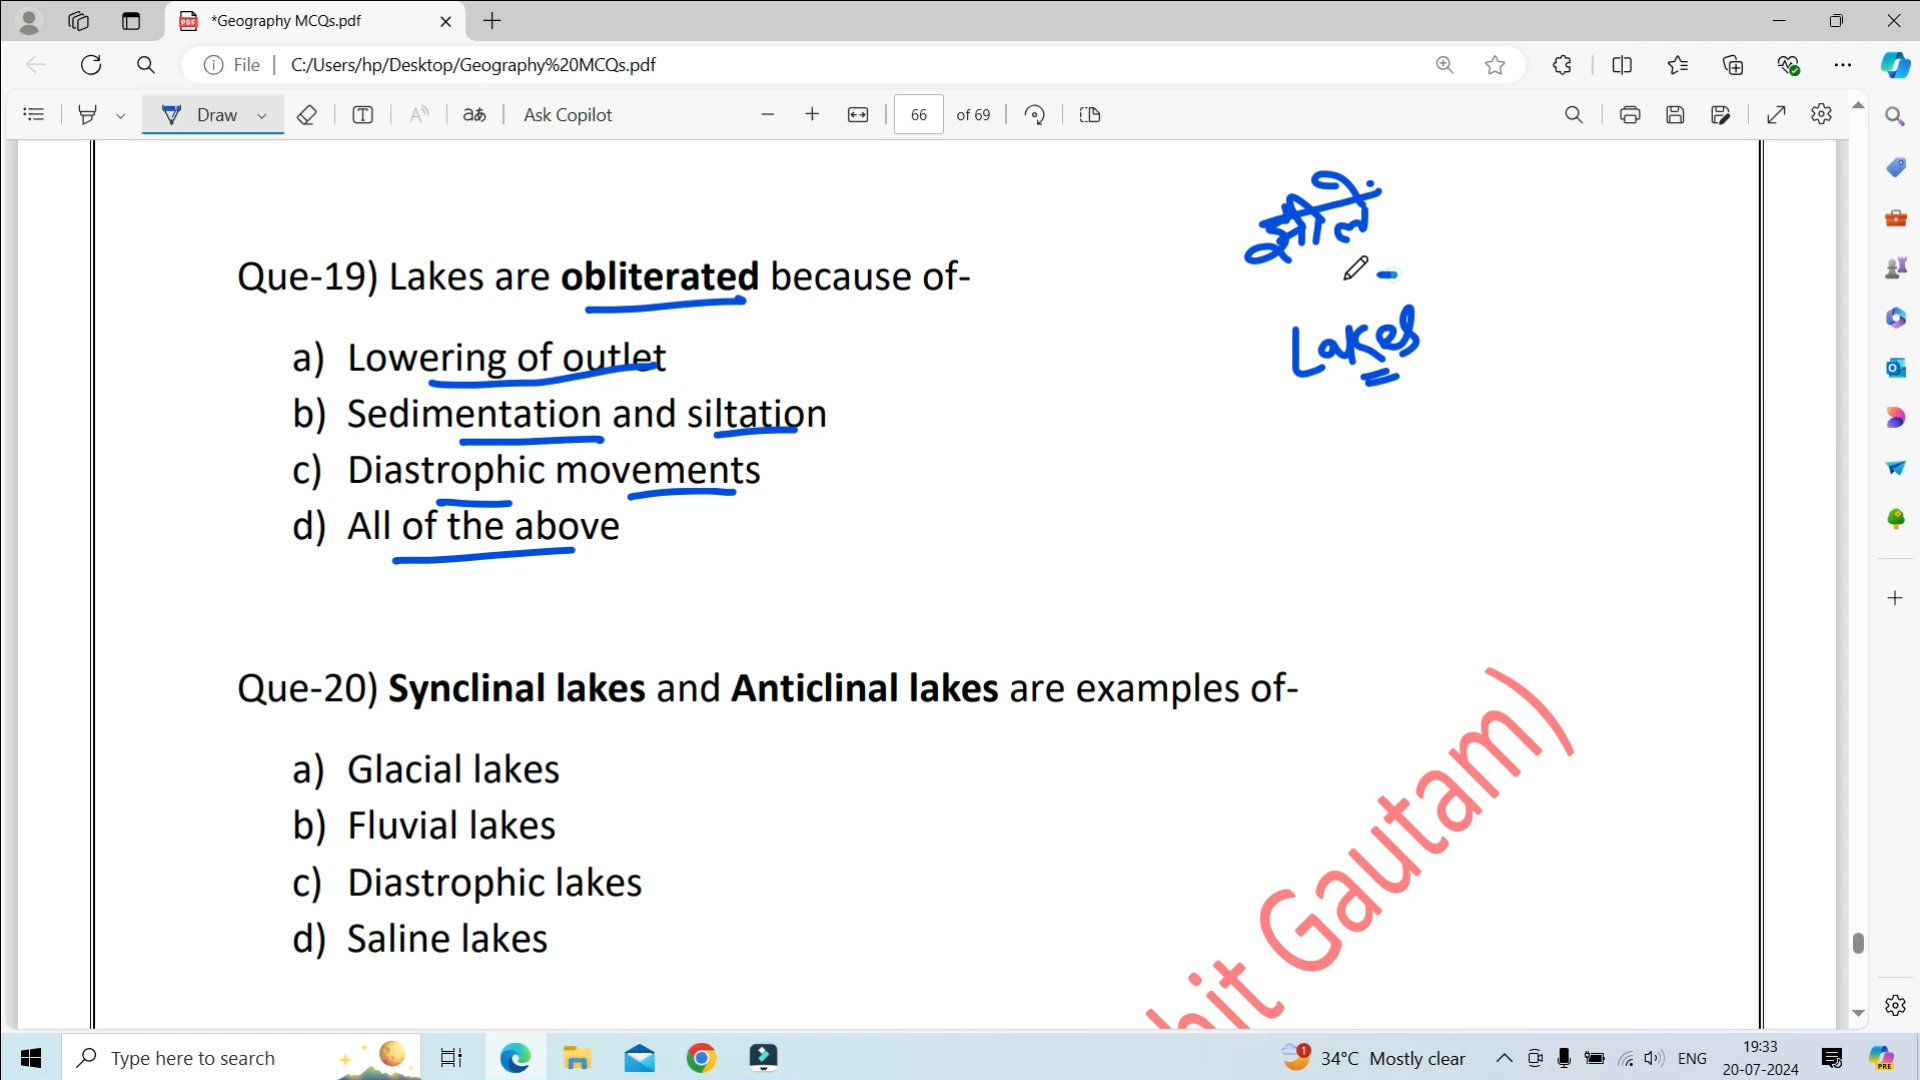 *Geography MCQs.pdf
File
C:/Users/hp/Desktop/Geography%20MCQs.pdf
Draw
Ask Copilot
66 of 69
झीलें
Que-19) Lakes are obliterated because of-
Lakes
a) Lowering of outlet
b) Sedimentation and siltation
c) Diastrophic movements
d) All of the above
Que-20) Synclinal lakes and Anticlinal lakes are examples of-
a) Glacial lakes
b) Fluvial lakes
c) Diastrophic lakes
d) Saline lakes
Gautam)
Type here to search
1
34°C Mostly clear
ENG
19:33
20-07-2024
PRE